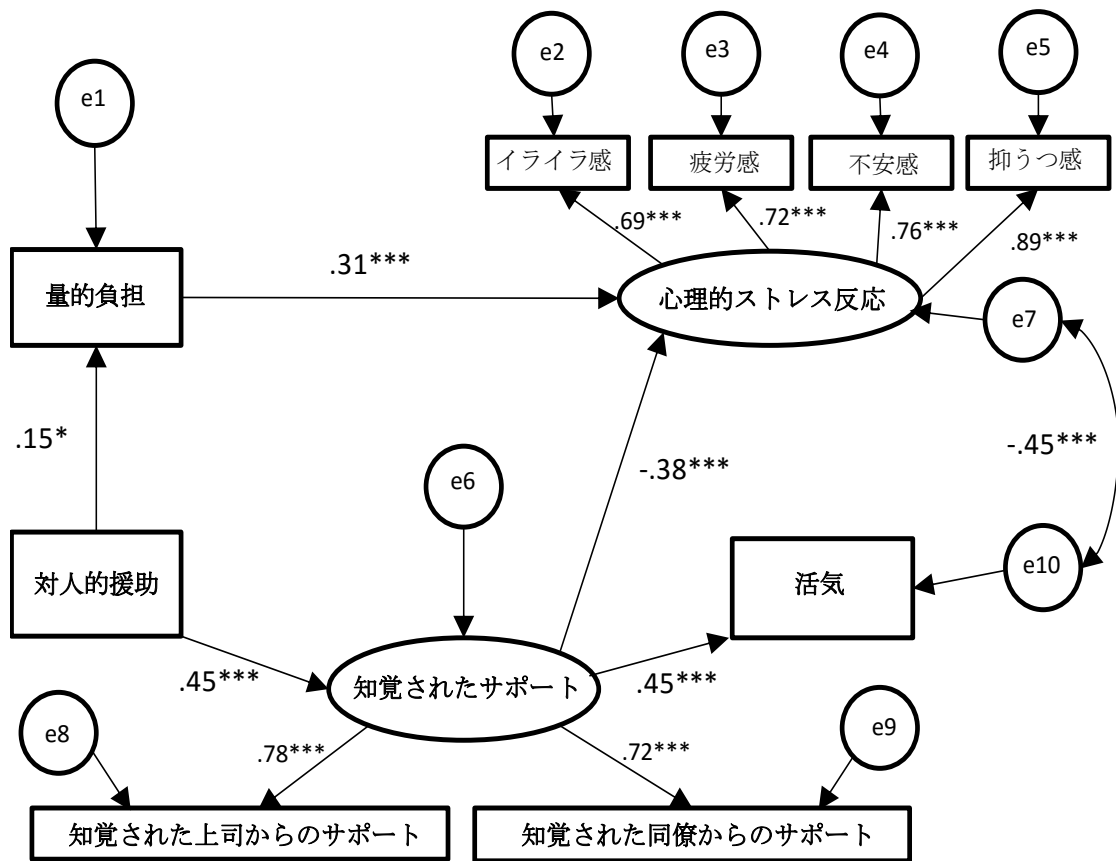 e2
e3
e4
e5
e1
イライラ感
疲労感
不安感
抑うつ感
.69***
.72***
.76***
.89***
量的負担
.31***
心理的ストレス反応
e7
.15*
e6
-.38***
-.45***
対人的援助
活気
e10
.45***
知覚されたサポート
.45***
e8
.78***
.72***
e9
知覚された上司からのサポート
知覚された同僚からのサポート